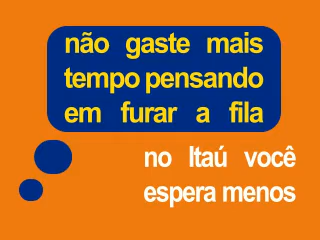 não gaste mais
tempo pensando
em furar a fila
no Itaú você
espera menos